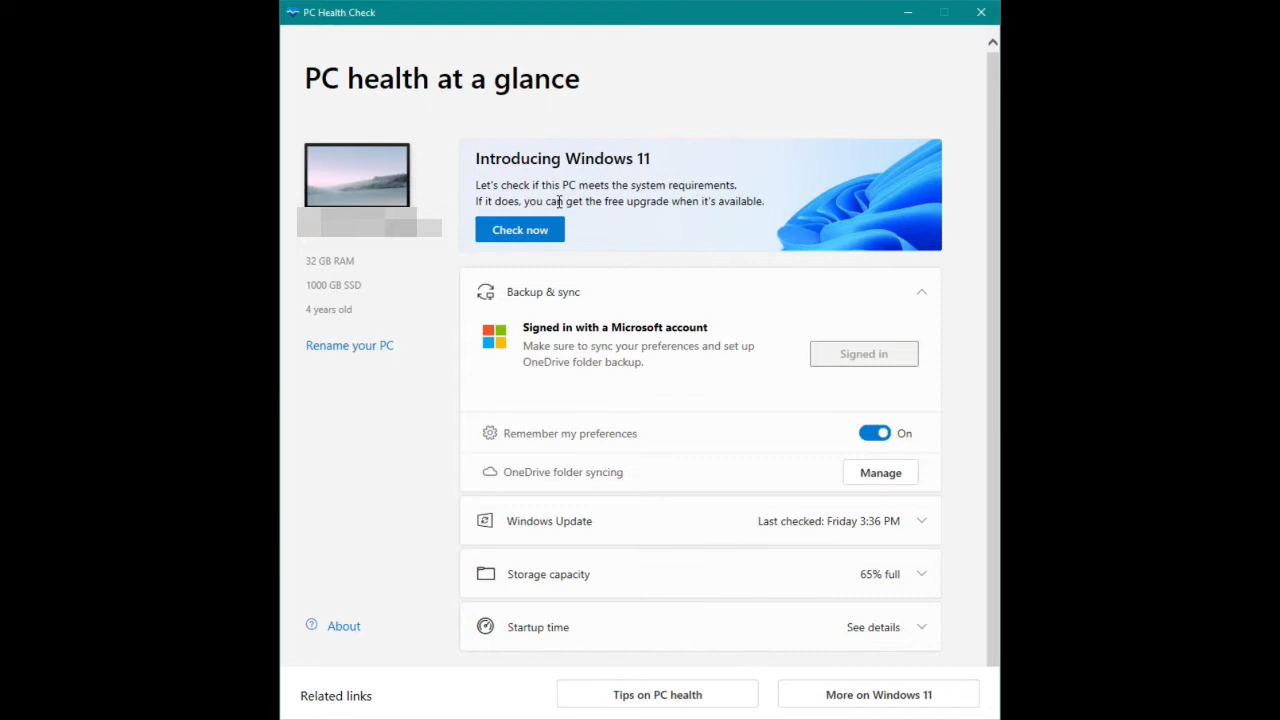 PC Health Check
PC health at a glance
Introducing Windows 11
Let's check if this PC meets the system requirements.
If it does, you can get the free upgrade when it's available.
Check now
32 GB RAM
1000 GB SSD
4 years old
Rename your PC
Backup & sync
Signed in with a Microsoft account
Make sure to sync your preferences and set up
OneDrive folder backup.
Signed in
Remember my preferences
On
OneDrive folder syncing
Manage
Windows Update
Last checked: Friday 3:36 PM
Storage capacity
65% full
Startup time
See details
About
Related links
Tips on PC health
More on Windows 11